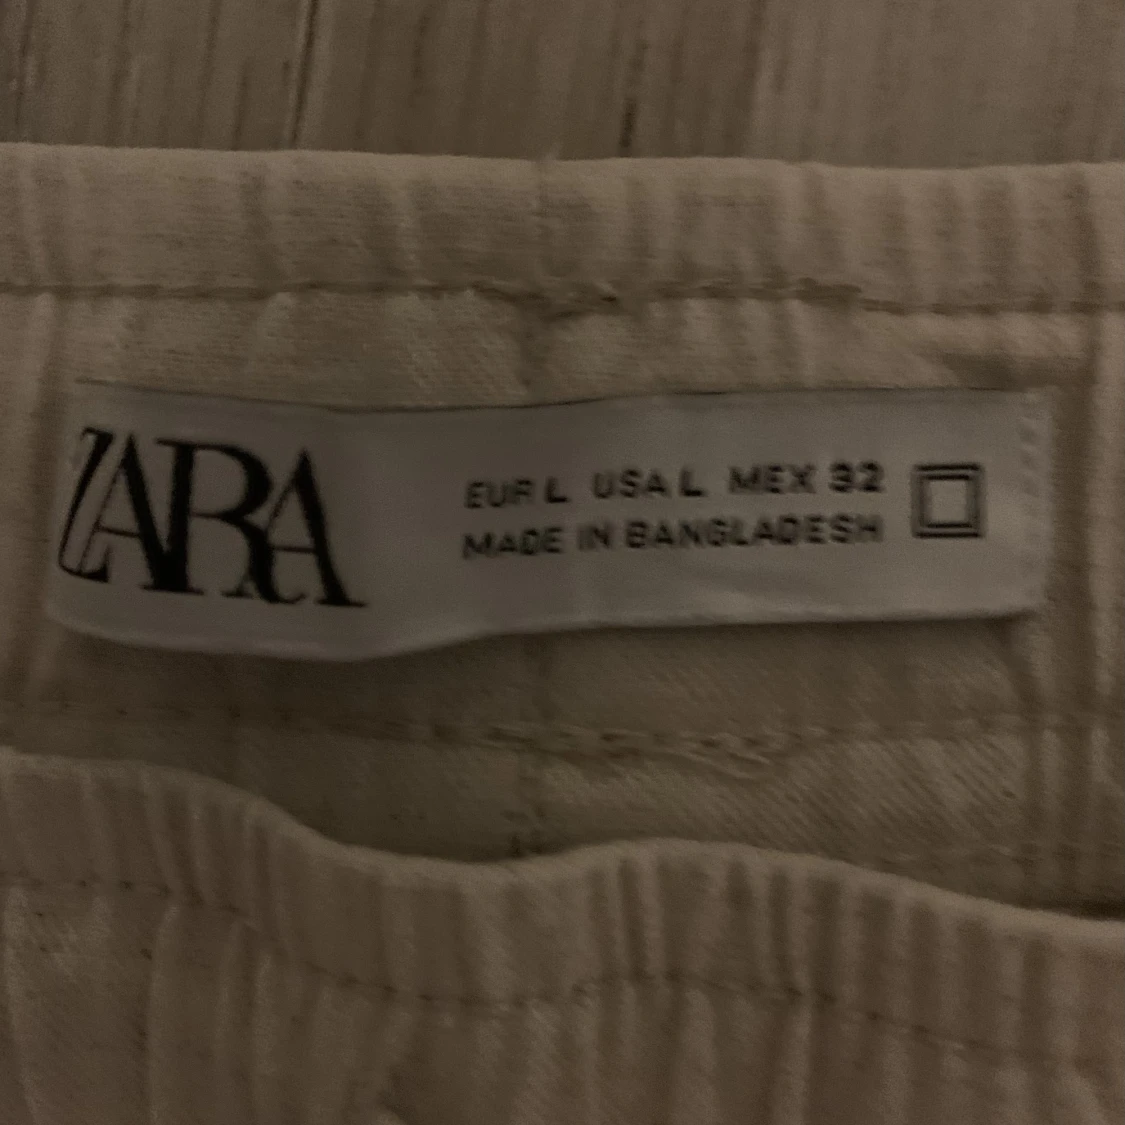 ZARA
EUR L USA L MEX 32
MADE IN BANGLADESH